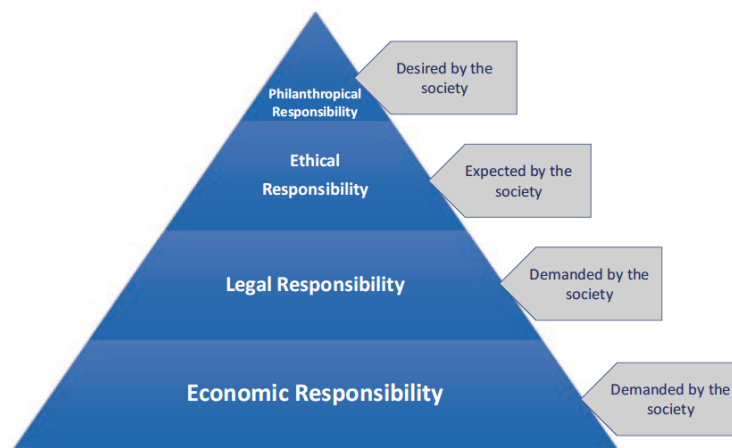 Desired by the
society
Philanthropical
Responsibility
Ethical
Responsibility
Expected by the
society
Legal Responsibility
Demanded by the
society
Economic Responsibility
Demanded by the
society